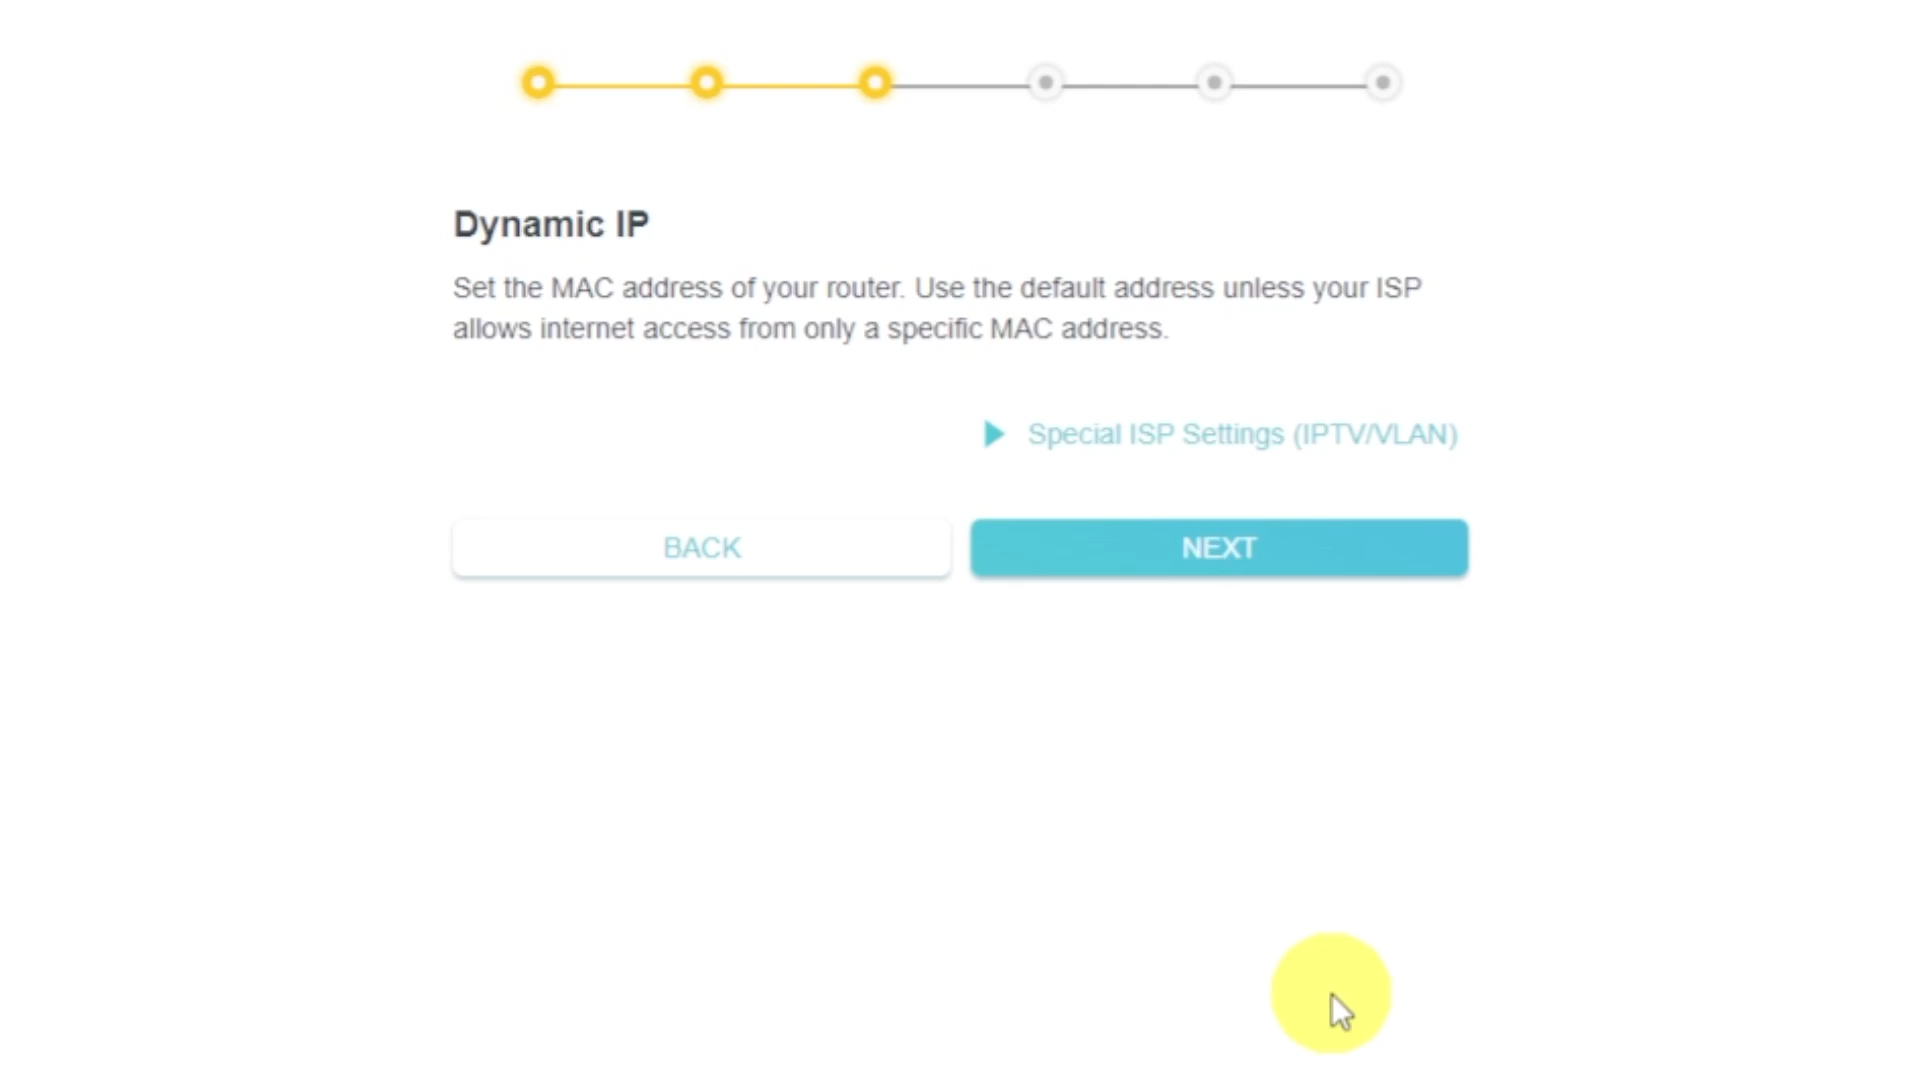 Dynamic IP
Set the MAC address of your router. Use the default address unless your ISP
allows internet access from only a specific MAC address.
Special ISP Settings (IPTV/VLAN)
BACK
NEXT